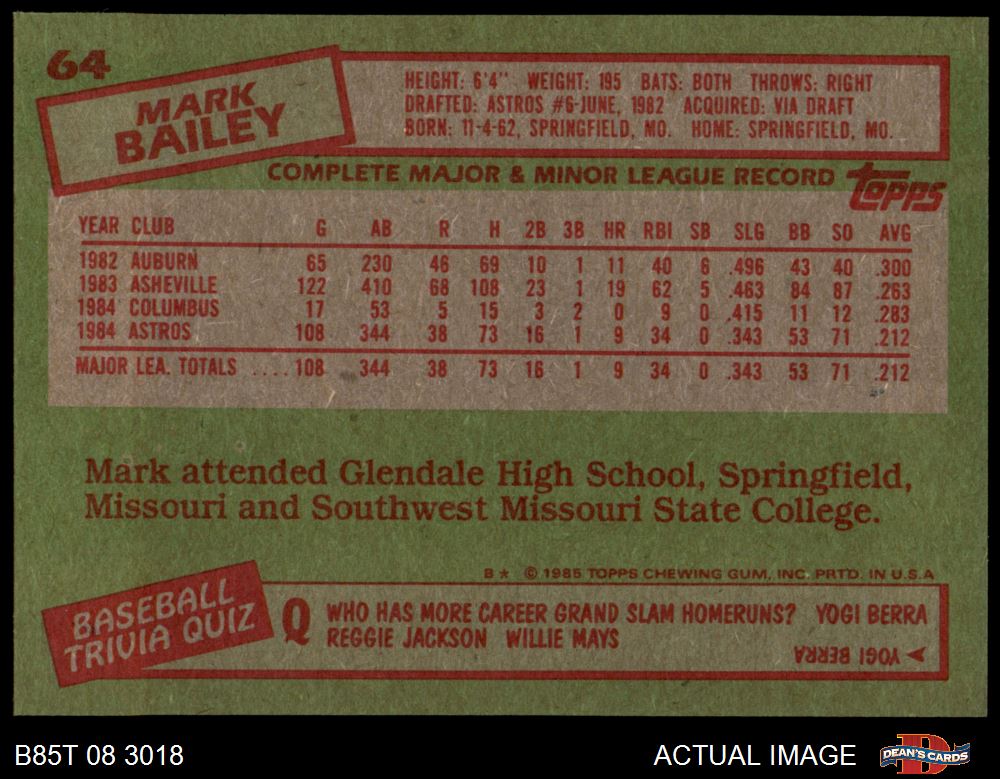 64
MARK
BAILEY
HEIGHT: 6'4" WEIGHT: 195 BATS: BOTH THROWS: RIGHT
DRAFTED: ASTROS #6-JUNE, 1982 ACQUIRED: VIA DRAFT
BORN: 11-4-62, SPRINGFIELD, MO. HOME: SPRINGFIELD, MO.
COMPLETE MAJOR & MINOR LEAGUE RECORD topps
YEAR CLUB G AB R H 2B 3B HR RBI SB SLG BB SO AVG
1982 AUBURN 65 230 46 69 10 1 11 40 6 .496 43 40 .300
1983 ASHEVILLE 122 410 68 108 23 1 19 62 5 .463 84 87 .263
1984 COLUMBUS 17 53 5 15 3 2 0 9 0 .415 11 12 .283
1984 ASTROS 108 344 38 73 16 1 9 34 0 .343 53 71 .212
MAJOR LEA. TOTALS ....108 344 38 73 16 1 9 34 0 .343 53 71 .212
Mark attended Glendale High School, Springfield,
Missouri and Southwest Missouri State College.
B* © 1985 TOPPS CHEWING GUM, INC. PRTD. IN U.S.A
BASEBALL
TRIVIA QUIZ
Q WHO HAS MORE CAREER GRAND SLAM HOMERUNS? YOGI BERRA
REGGIE JACKSON WILLIE MAYS
YOGI BERRA
B85T 08 3018 ACTUAL IMAGE D DEAN'S CARDS